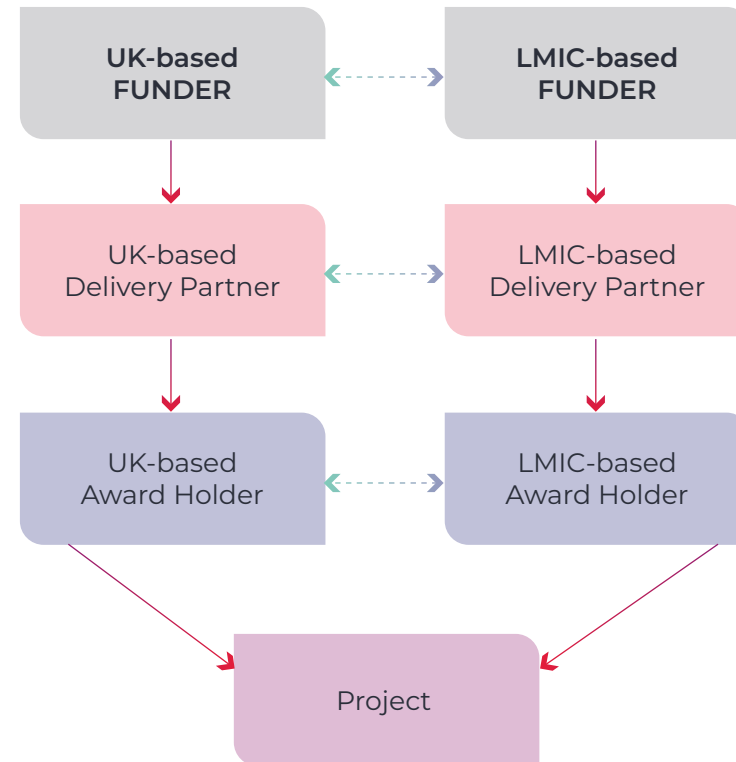 UK-based
FUNDER
LMIC-based
FUNDER
UK-based
Delivery Partner
LMIC-based
Delivery Partner
UK-based
Award Holder
LMIC-based
Award Holder
Project